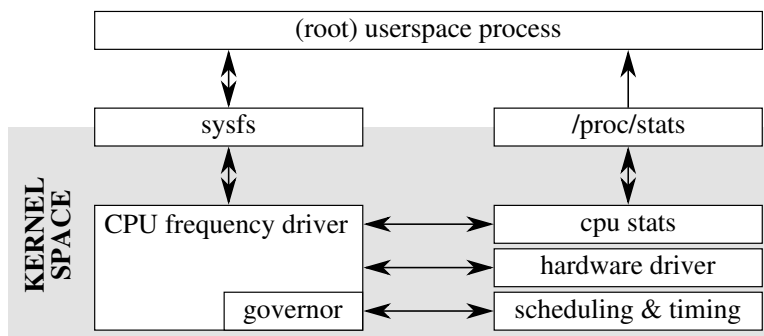 (root) userspace process
sysfs
/proc/stats
KERNEL
SPACE
CPU frequency driver
cpu stats
hardware driver
governor
scheduling & timing